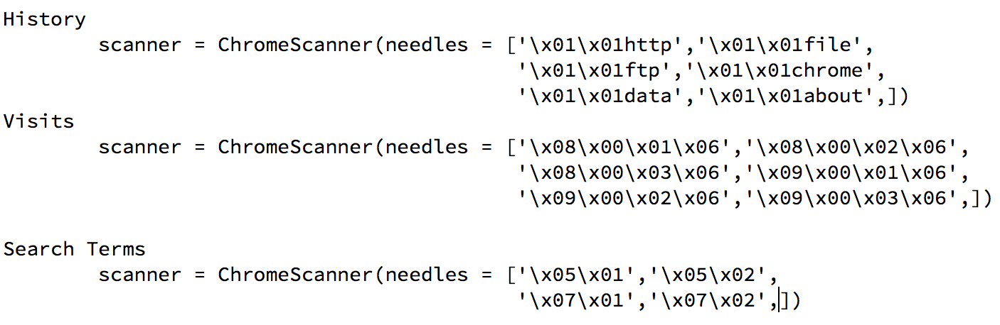 History
scanner = ChromeScanner(needles = ['\x01\x01http','\x01\x01file',
'\x01\x01ftp','\x01\x01chrome',
'\x01\x01data','\x01\x01about',])
Visits
scanner = ChromeScanner(needles = ['\x08\x00\x01\x06','\x08\x00\x02\x06',
'\x08\x00\x03\x06','\x09\x00\x01\x06',
'\x09\x00\x02\x06','\x09\x00\x03\x06',])
Search Terms
scanner = ChromeScanner(needles = ['\x05\x01','\x05\x02',
'\x07\x01','\x07\x02',])